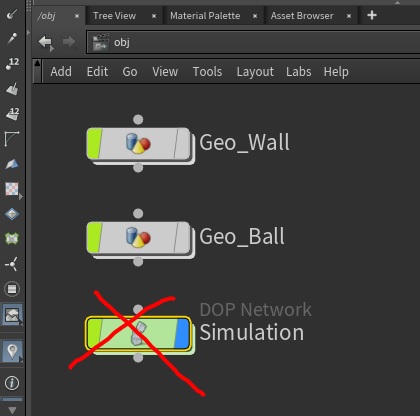 /obj Tree View Material Palette Asset Browser
obj
Add Edit Go View Tools Layout Labs Help
12
12
Geo_Wall
Geo_Ball
DOP Network
Simulation